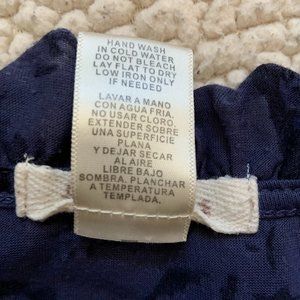 HAND WASH
IN COLD WATER
DO NOT BLEACH
LAY FLAT TO DRY
LOW IRON ONLY
IF NEEDED
LAVAR A MANO
CON AGUA FRIA.
NO USAR CLORO.
EXTENDER SOBRE
UNA SUPERFICIE
PLANA
Y DEJAR SECAR
ALAIRE
LIBRE BAJO
SOMBRA. PLANCHAR
A TEMPERATURA
TEMPLADA.